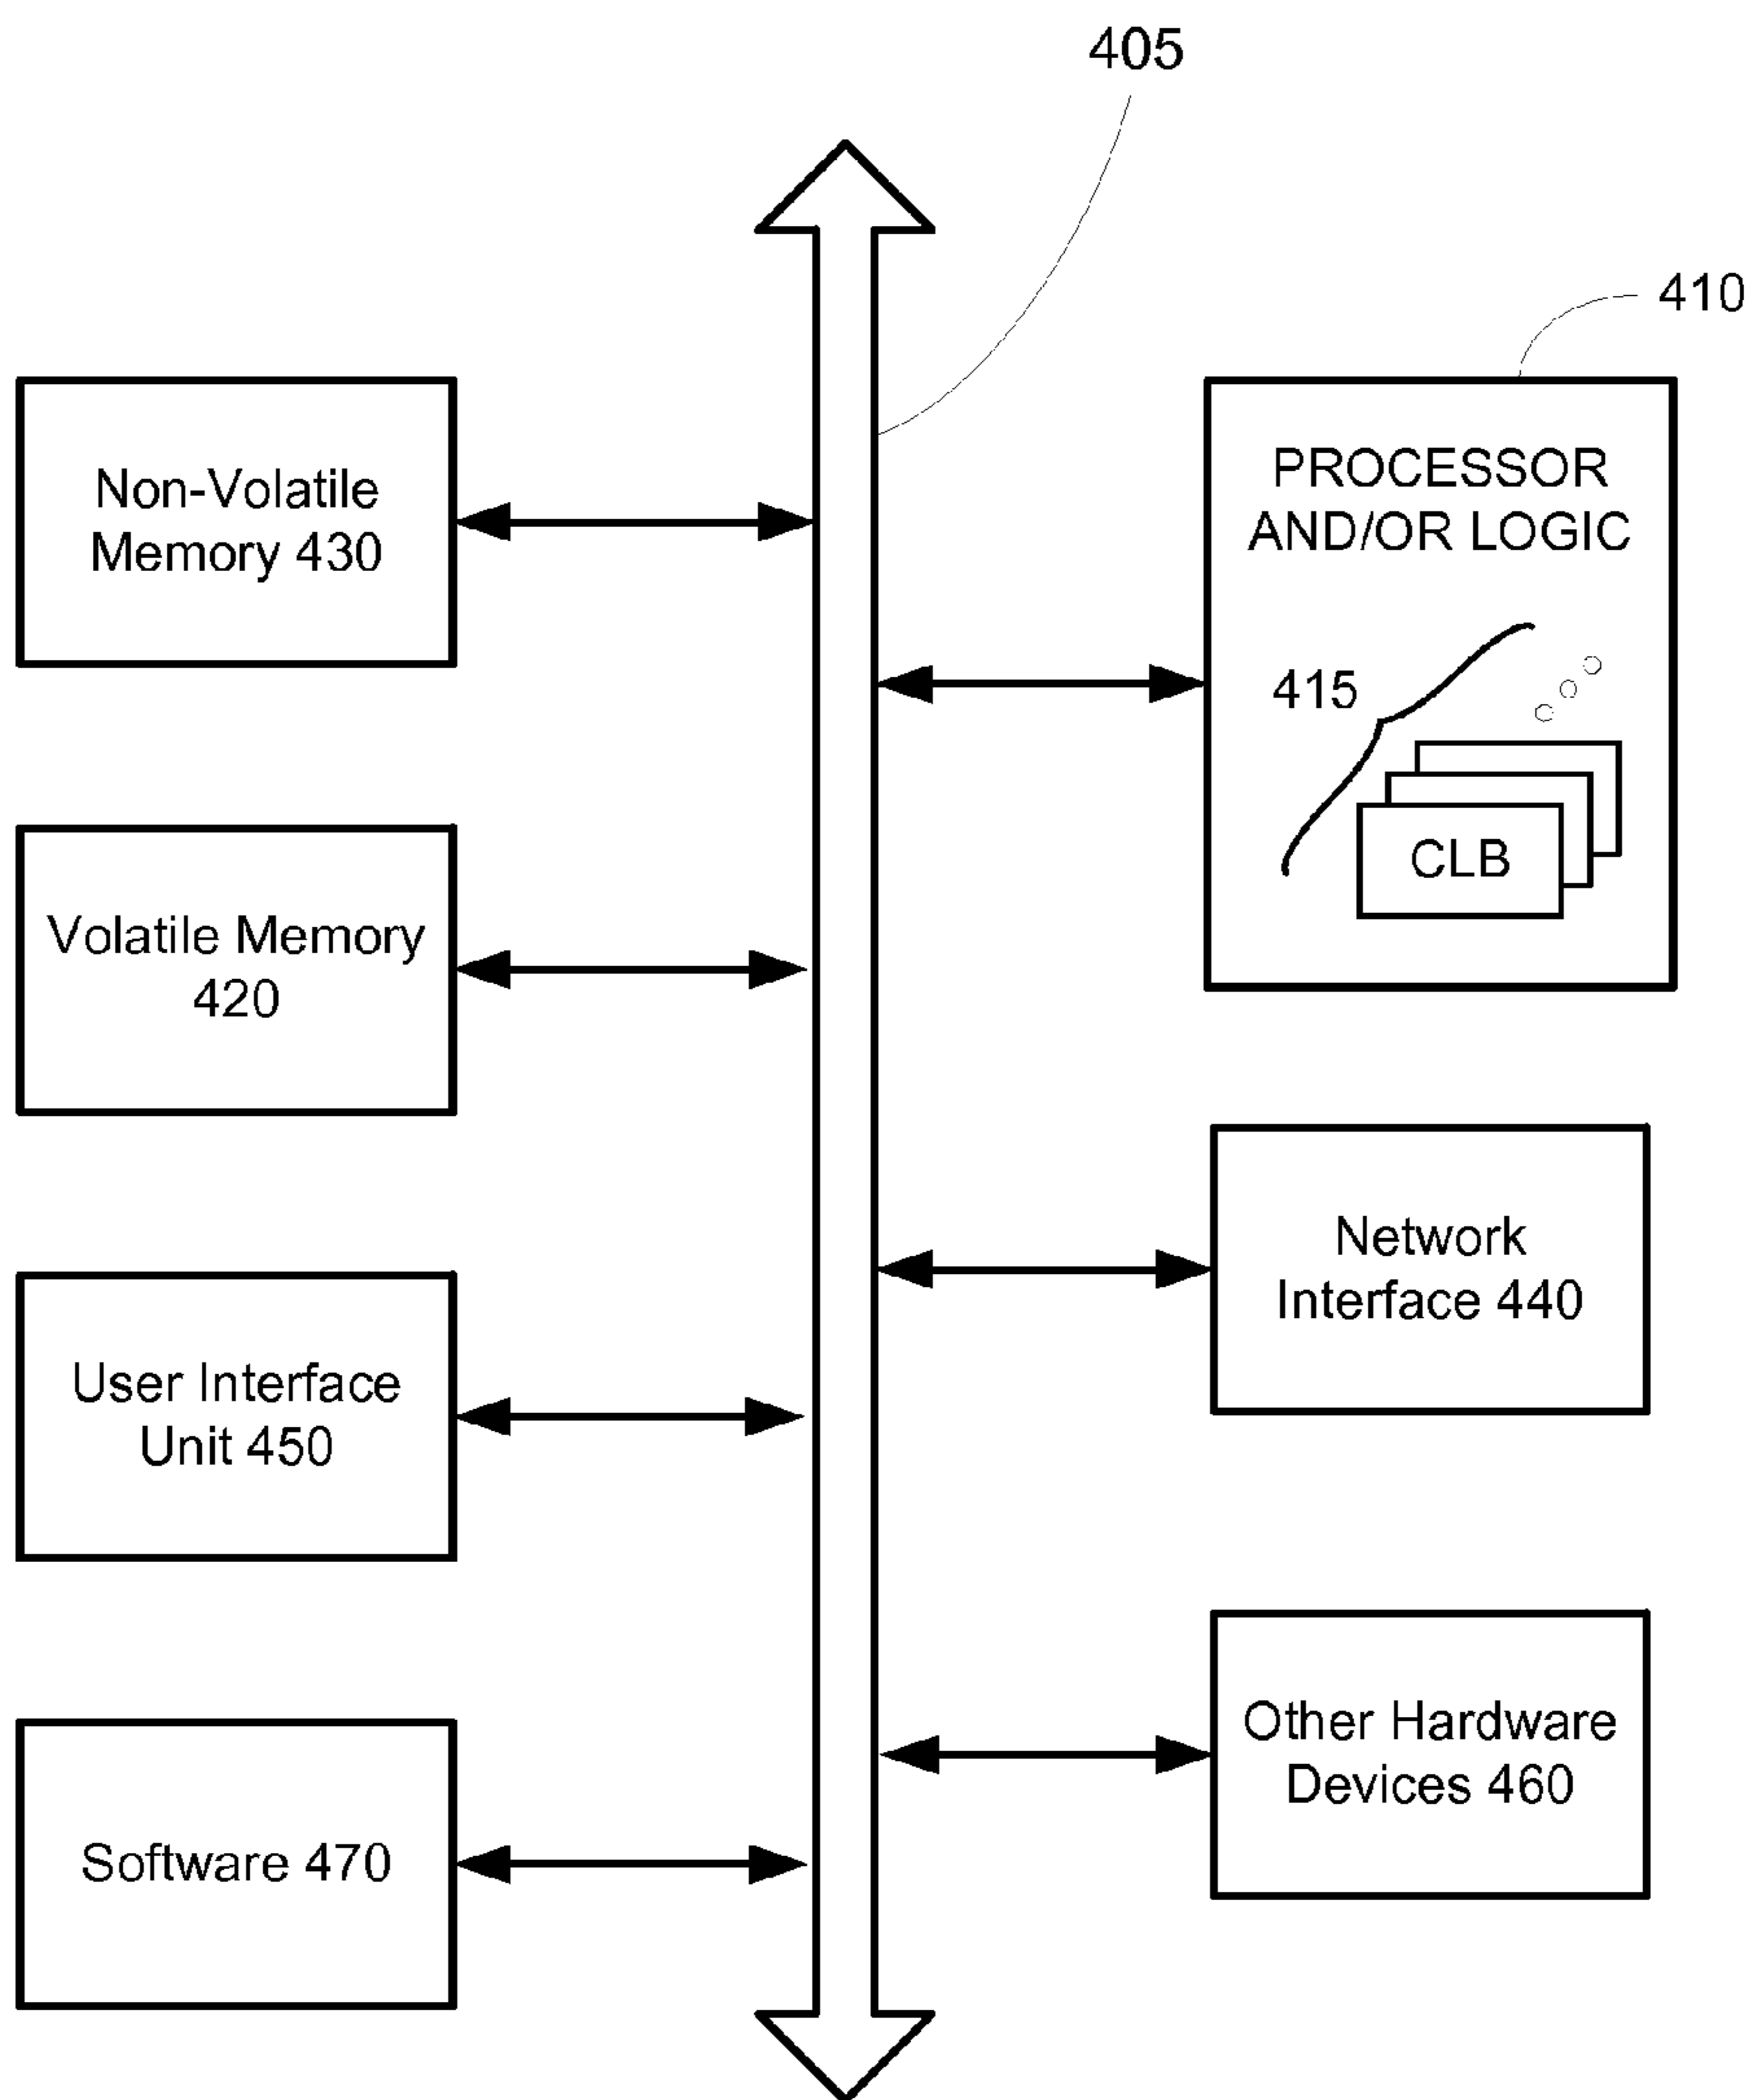 405
410
Non-Volatile
Memory 430
PROCESSOR
AND/OR LOGIC
415
CLB
Volatile Memory
420
Network
Interface 440
User Interface
Unit 450
Other Hardware
Devices 460
Software 470